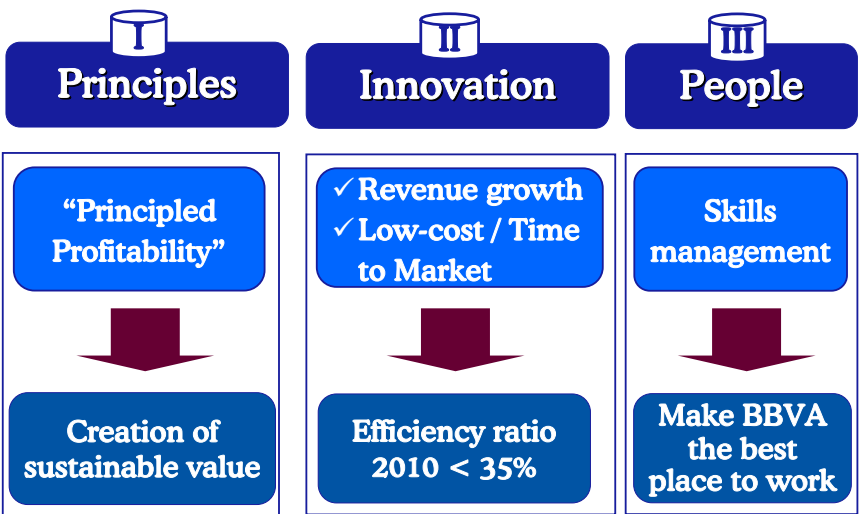 I
Principles
“Principled
Profitability”
Creation of
sustainable value
II
Innovation
✓ Revenue growth
✓ Low-cost / Time
to Market
Efficiency ratio
2010 < 35%
III
People
Skills
management
Make BBVA
the best
place to work